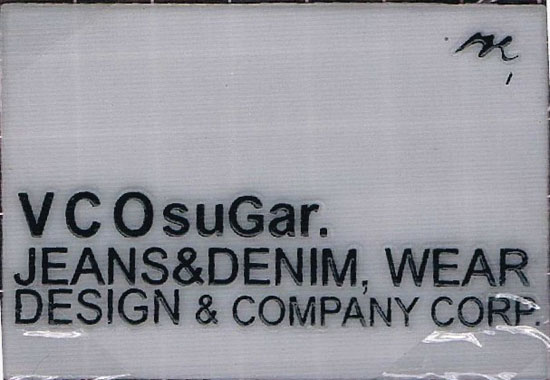 VCOsuGar.
JEANS&DENIM, WEAR
DESIGN & COMPANY CORP.